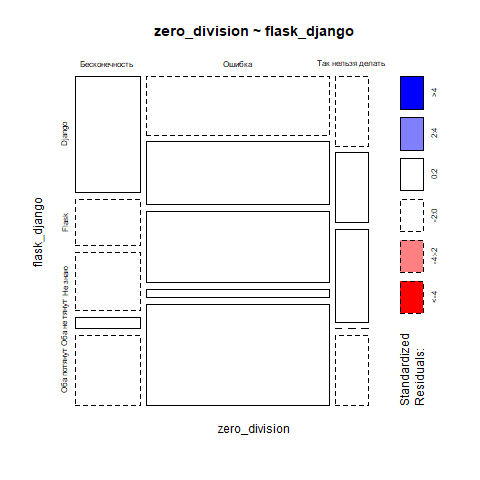 zero_division ~ flask_django
Бесконечность
Ошибка
Так нельзя делать
Django
Flask
Не знаю
Оба не тянут
Оба потянут
flask_django
zero_division
>4
2:4
0:2
-2:0
-4:-2
<-4
Standardized
Residuals: